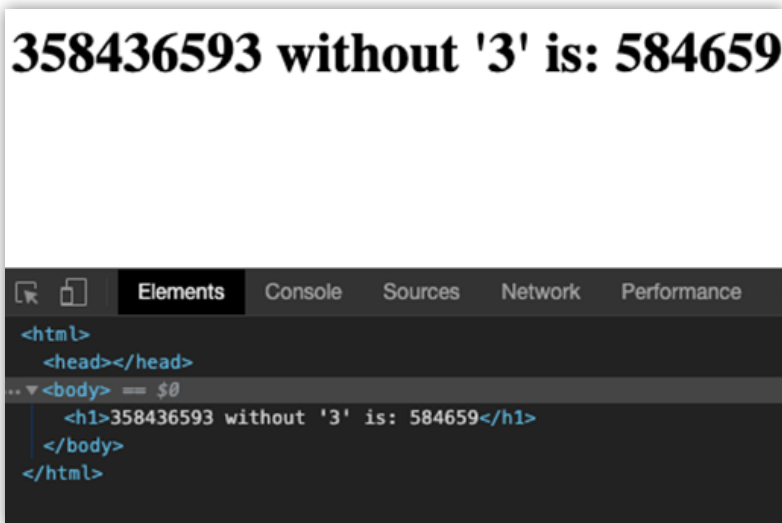 358436593 without '3' is: 584659
Elements Console Sources Network Performance
<html>
<head></head>
... ▼<body> == $0
<h1>358436593 without '3' is: 584659</h1>
</body>
</html>